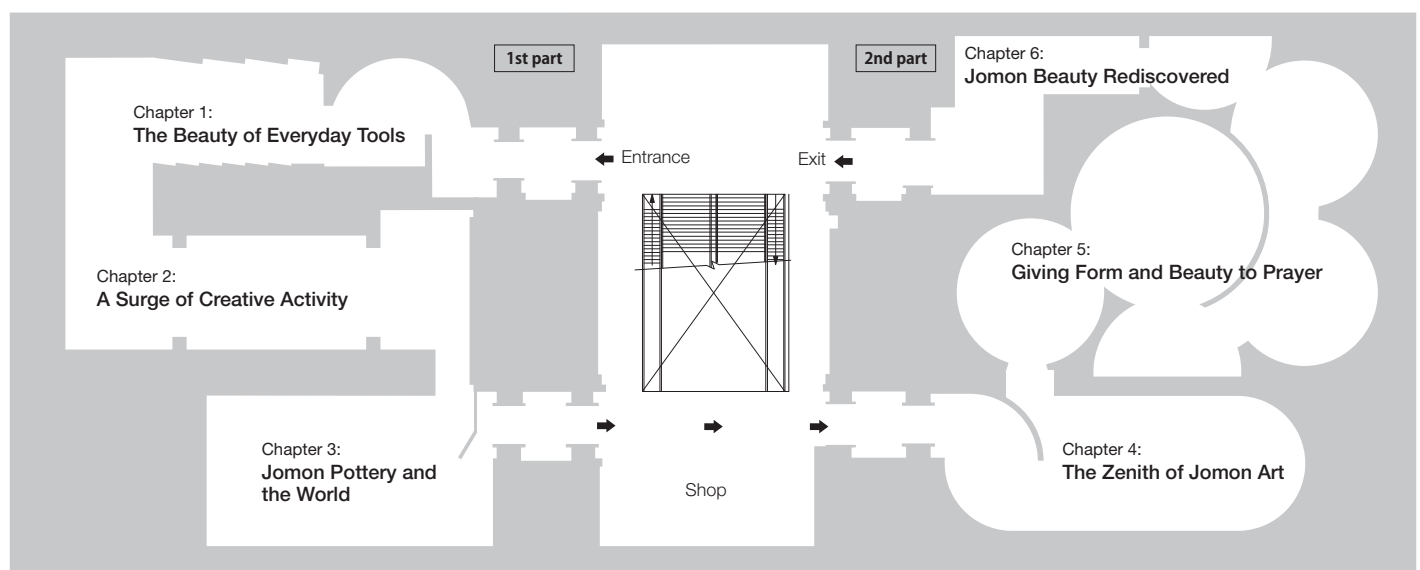 1st part
Chapter 1:
The Beauty of Everyday Tools
Entrance
Chapter 2:
A Surge of Creative Activity
Chapter 3:
Jomon Pottery and
the World
Shop
2nd part
Exit
Chapter 6:
Jomon Beauty Rediscovered
Chapter 5:
Giving Form and Beauty to Prayer
Chapter 4:
The Zenith of Jomon Art